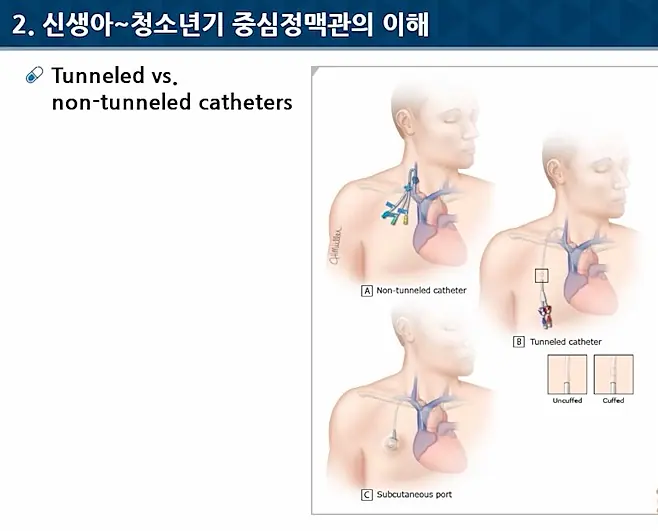 2. 신생아~청소년기 중심정맥관의 이해
Tunneled vs.
non-tunneled catheters
A Non-tunneled catheter
B Tunneled catheter
Uncuffed
Cuffed
C Subcutaneous port